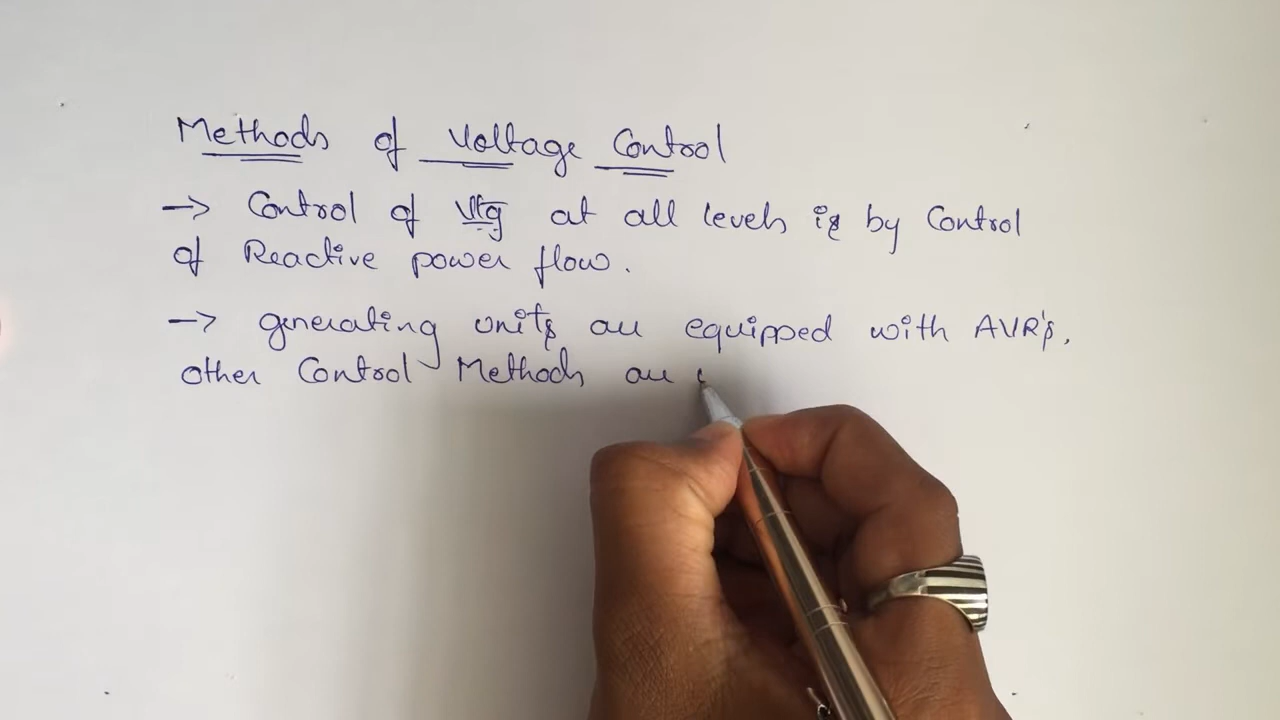 Methods of Voltage Control
→ Control of Vtg at all levels is by Control
of Reactive power flow.
→ generating units are equipped with AVR's,
other Control Methods are